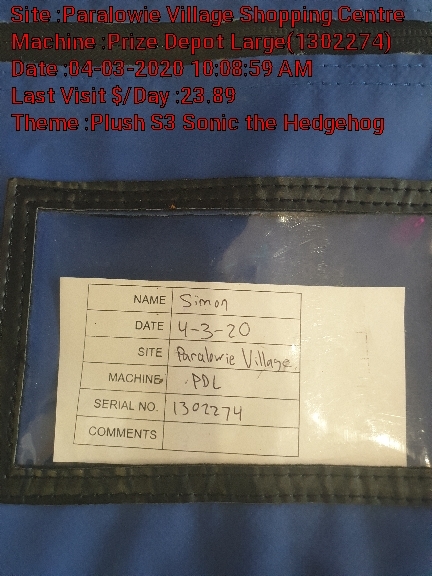 Site :Paralowie Village Shopping Centre
Machine :Prize Depot Large(1302274)
Date :04-03-2020 10:08:59 AM
Last Visit $/Day :23.89
Theme :Plush S3 Sonic the Hedgehog
NAME Simon
DATE 4-3-20
SITE Paralowie Village
MACHINE PDL
SERIAL NO. 1302274
COMMENTS